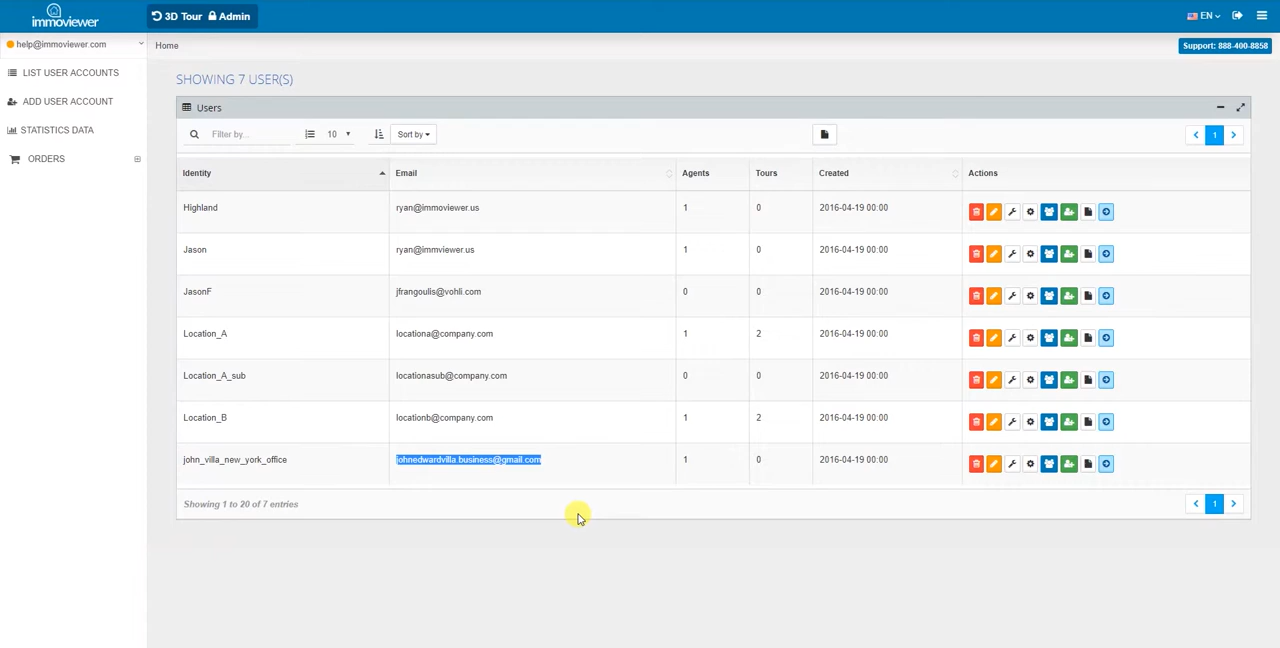 immoviewer
3D Tour Admin
EN
help@immoviewer.com
Home
Support: 888-400-8858
LIST USER ACCOUNTS
ADD USER ACCOUNT
STATISTICS DATA
ORDERS
SHOWING 7 USER(S)
Users
Filter by... 10 Sort by 1
Identity Email Agents Tours Created Actions
Highland ryan@immoviewer.us 1 0 2016-04-19 00:00
Jason ryan@immviewer.us 1 0 2016-04-19 00:00
JasonF jfrangoulis@vohli.com 0 0 2016-04-19 00:00
Location_A locationa@company.com 1 2 2016-04-19 00:00
Location_A_sub locationasub@company.com 0 0 2016-04-19 00:00
Location_B locationb@company.com 1 2 2016-04-19 00:00
john_villa_new_york_office johnedwardvilla.business@gmail.com 1 0 2016-04-19 00:00
Showing 1 to 20 of 7 entries 1